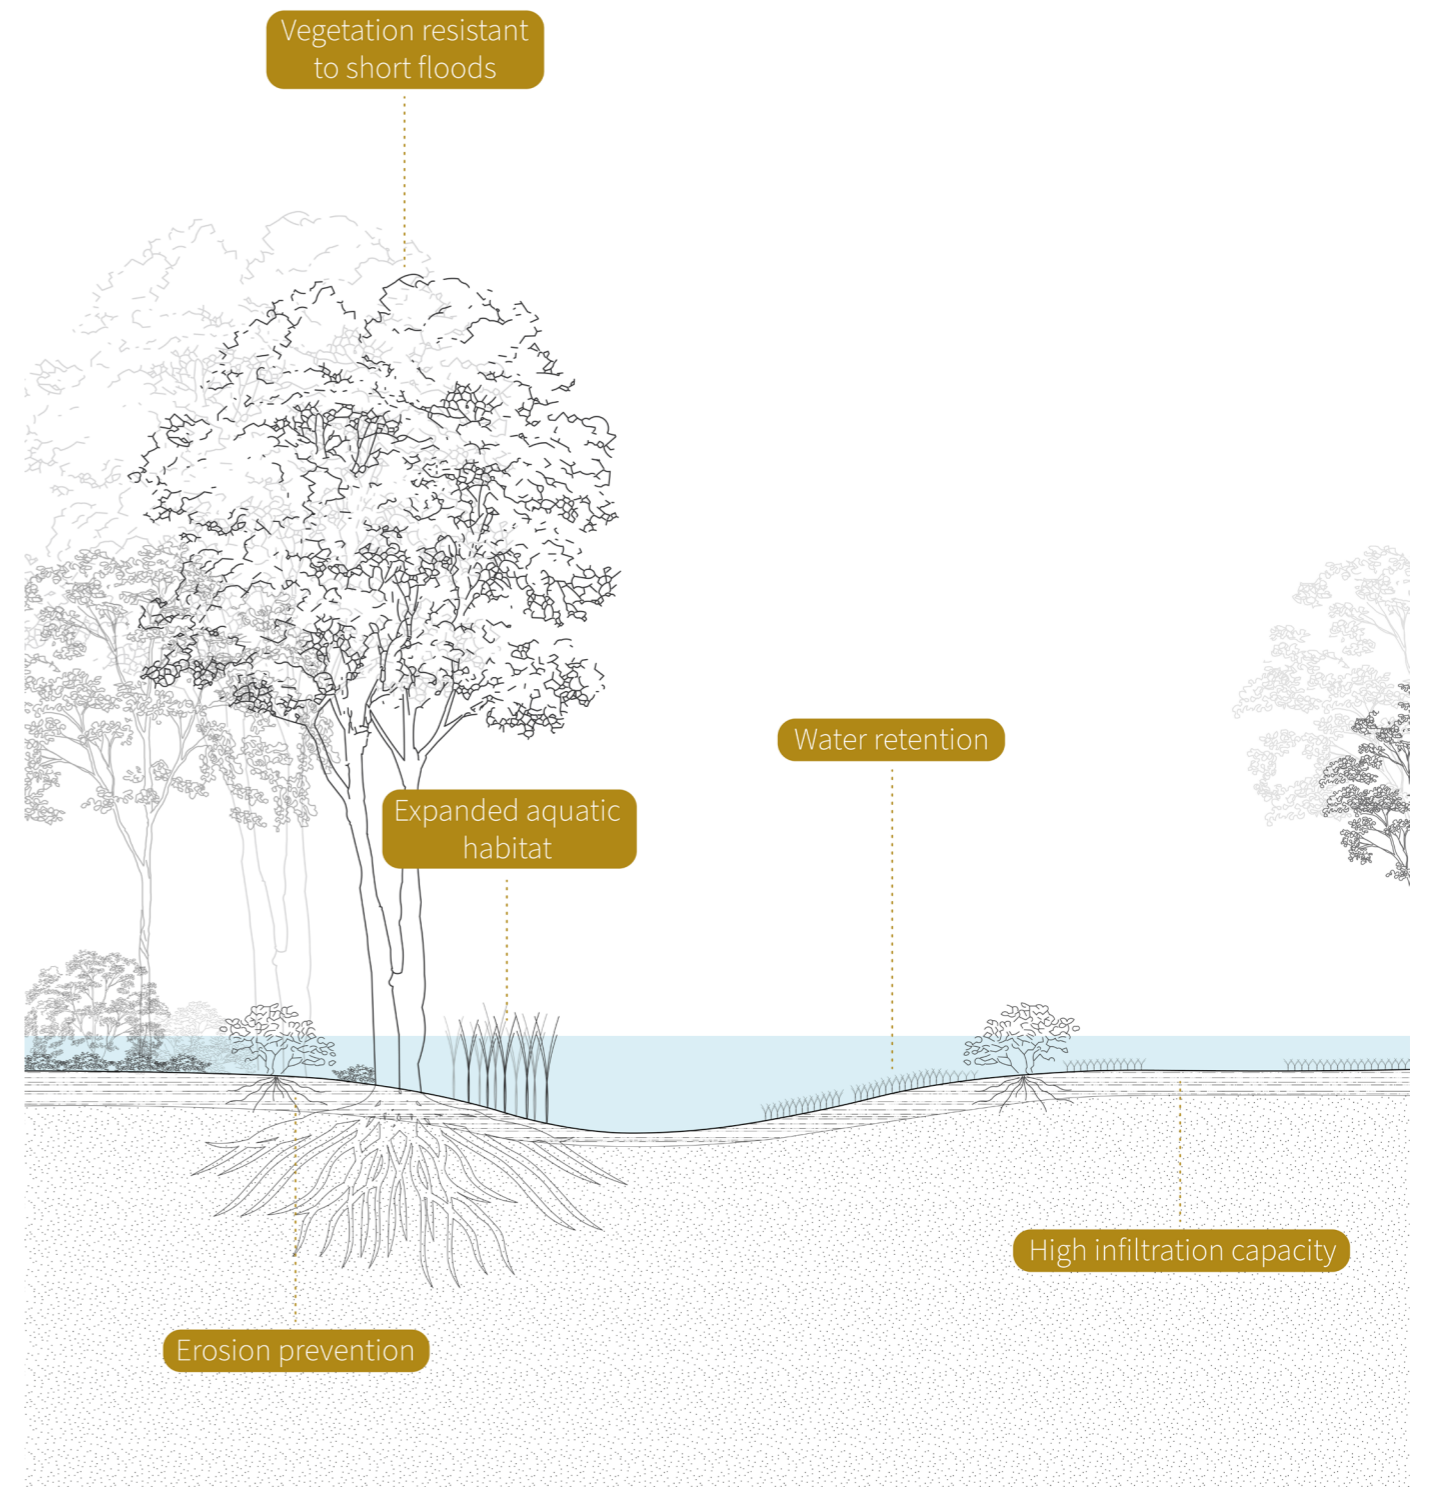 Vegetation resistant
to short floods
Water retention
Expanded aquatic
habitat
High infiltration capacity
Erosion prevention